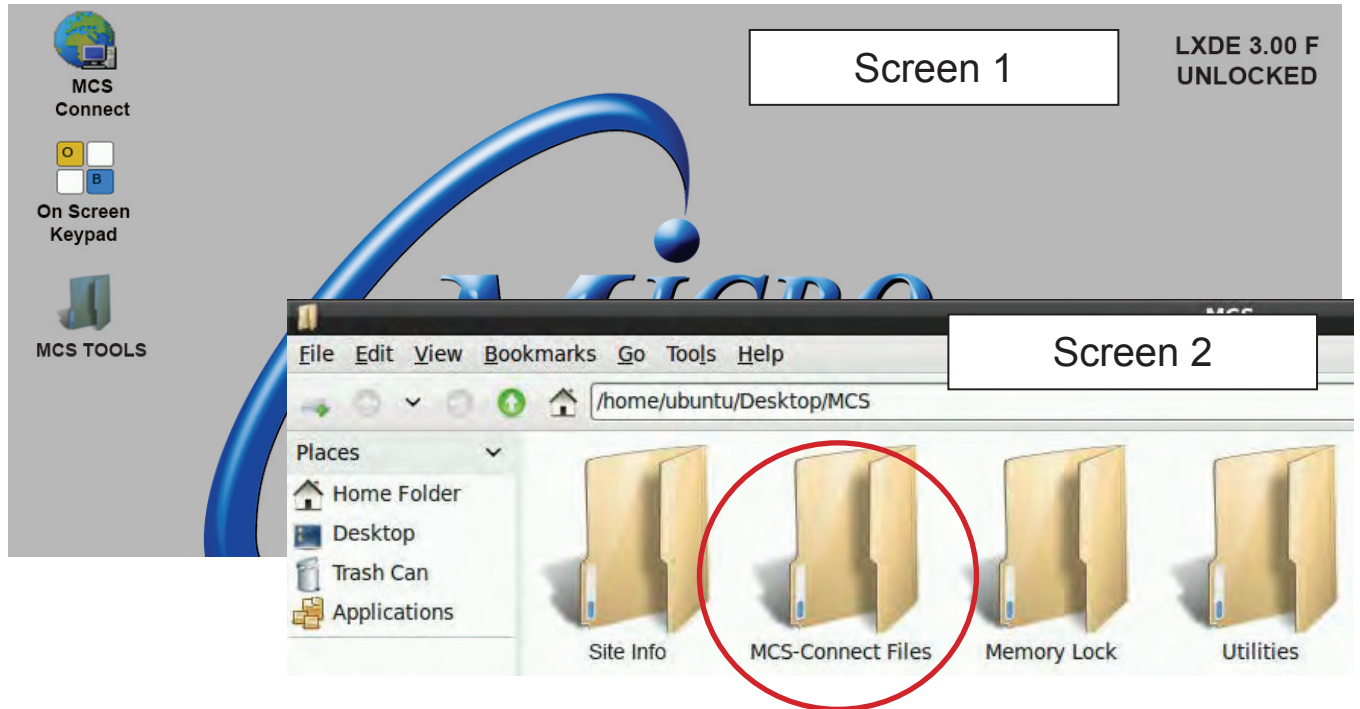 MCS
Connect
O
B
On Screen
Keypad
MCS TOOLS
Screen 1
LXDE 3.00 F
UNLOCKED
MICRO
MCS
Screen 2
File Edit View Bookmarks Go Tools Help
/home/ubuntu/Desktop/MCS
Places
Home Folder
Desktop
Trash Can
Applications
Site Info
MCS-Connect Files
Memory Lock
Utilities